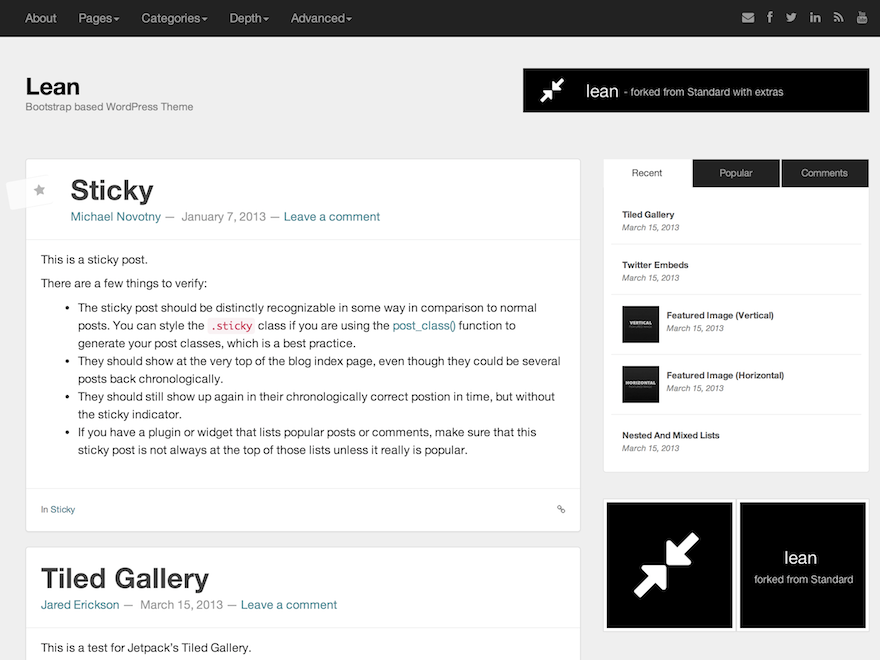 About Pages Categories Depth Advanced
Lean
Bootstrap based WordPress Theme
lean - forked from Standard with extras
Sticky
Michael Novotny — January 7, 2013 — Leave a comment
This is a sticky post.
There are a few things to verify:
• The sticky post should be distinctly recognizable in some way in comparison to normal
posts. You can style the .sticky class if you are using the post_class() function to
generate your post classes, which is a best practice.
• They should show at the very top of the blog index page, even though they could be several
posts back chronologically.
• They should still show up again in their chronologically correct postion in time, but without
the sticky indicator.
• If you have a plugin or widget that lists popular posts or comments, make sure that this
sticky post is not always at the top of those lists unless it really is popular.
In Sticky
Tiled Gallery
Jared Erickson — March 15, 2013 — Leave a comment
This is a test for Jetpack's Tiled Gallery.
Recent Popular Comments
Tiled Gallery
March 15, 2013
Twitter Embeds
March 15, 2013
VERTICAL
Featured Image (Vertical)
March 15, 2013
HORIZONTAL
Featured Image (Horizontal)
March 15, 2013
Nested And Mixed Lists
March 15, 2013
lean
forked from Standard